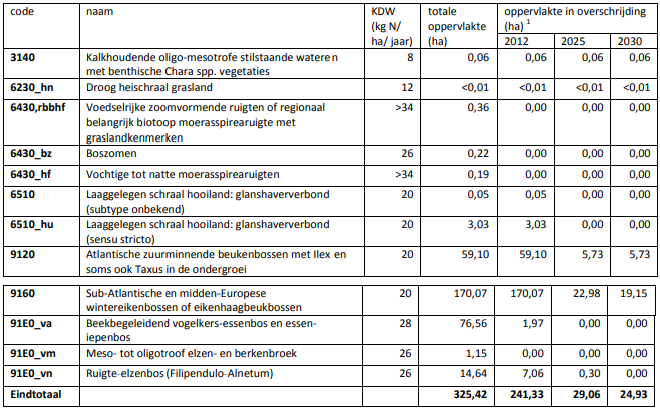 code naam KDW totale oppervlakte in overschrijding
(kg N/ oppervlakte (ha) 1
ha/ jaar) (ha) 2012 2025 2030
3140 Kalkhoudende oligo-mesotrofe stilstaande wateren 8 0,06 0,06 0,06 0,06
met benthische Chara spp. vegetaties
6230_hn Droog heischraal grasland 12 <0,01 <0,01 <0,01 <0,01
6430,rbbhf Voedselrijke zoomvormende ruigten of regionaal >34 0,36 0,00 0,00 0,00
belangrijk biotoop moerasspirearuigte met
graslandkenmerken
6430_bz Boszomen 26 0,22 0,00 0,00 0,00
6430_hf Vochtige tot natte moerasspirearuigten >34 0,19 0,00 0,00 0,00
6510 Laaggelegen schraal hooiland: glanshaververbond 20 0,05 0,05 0,00 0,00
(subtype onbekend)
6510_hu Laaggelegen schraal hooiland: glanshaververbond 20 3,03 3,03 0,00 0,00
(sensu stricto)
9120 Atlantische zuurminnende beukenbossen met Ilex en 20 59,10 59,10 5,73 5,73
soms ook Taxus in de ondergroei
9160 Sub-Atlantische en midden-Europese 20 170,07 170,07 22,98 19,15
wintereikenbossen of eikenhaagbeukbossen
91E0_va Beekbegeleidend vogelkers-essenbos en essen- 28 76,56 1,97 0,00 0,00
iepenbos
91E0_vm Meso- tot oligotroof elzen- en berkenbroek 26 1,15 0,00 0,00 0,00
91E0_vn Ruigte-elzenbos (Filipendulo-Alnetum) 26 14,64 7,06 0,30 0,00
Eindtotaal 325,42 241,33 29,06 24,93